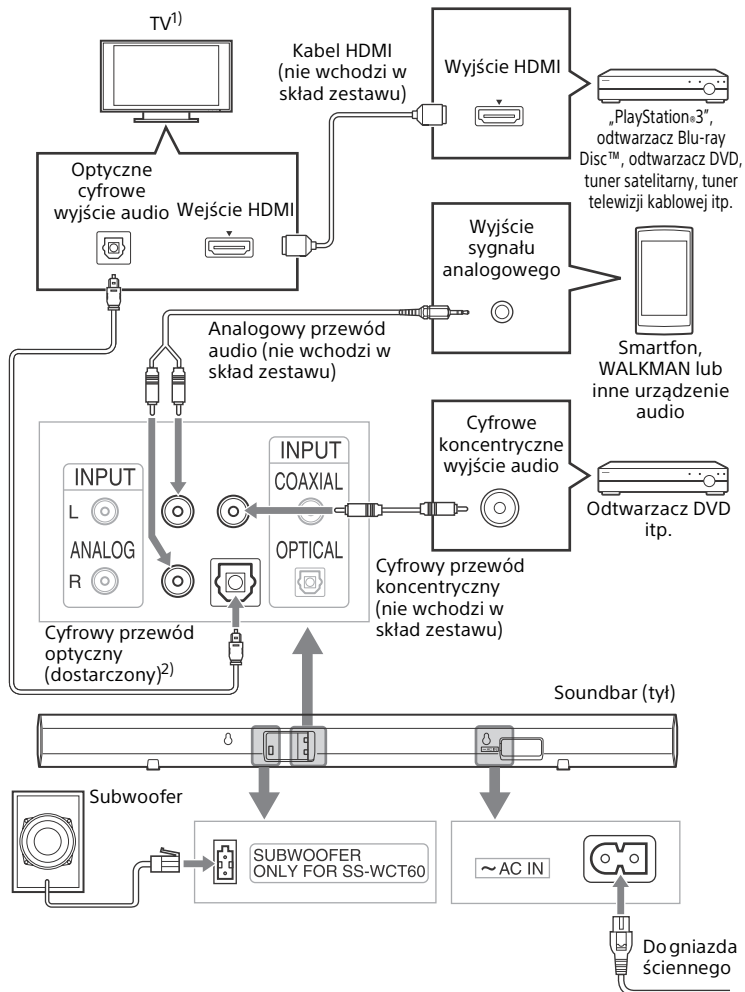 TV1)
Kabel HDMI
(nie wchodzi w
skład zestawu)
Wyjście HDMI
„PlayStation®3”,
odtwarzacz Blu-ray
Disc™, odtwarzacz DVD,
tuner satelitarny, tuner
telewizji kablowej itp.
Optyczne
cyfrowe
wyjście audio
Wejście HDMI
Wyjście
sygnału
analogowego
Smartfon,
WALKMAN lub
inne urządzenie
audio
Analogowy przewód
audio (nie wchodzi w
skład zestawu)
INPUT
L
ANALOG
R
INPUT
COAXIAL
OPTICAL
Cyfrowe
koncentryczne
wyjście audio
Odtwarzacz DVD
itp.
Cyfrowy przewód
koncentryczny
(nie wchodzi w
skład zestawu)
Cyfrowy przewód
optyczny
(dostarczony)2)
Soundbar (tył)
Subwoofer
SUBWOOFER
ONLY FOR SS-WCT60
~ AC IN
Do gniazda
ściennego